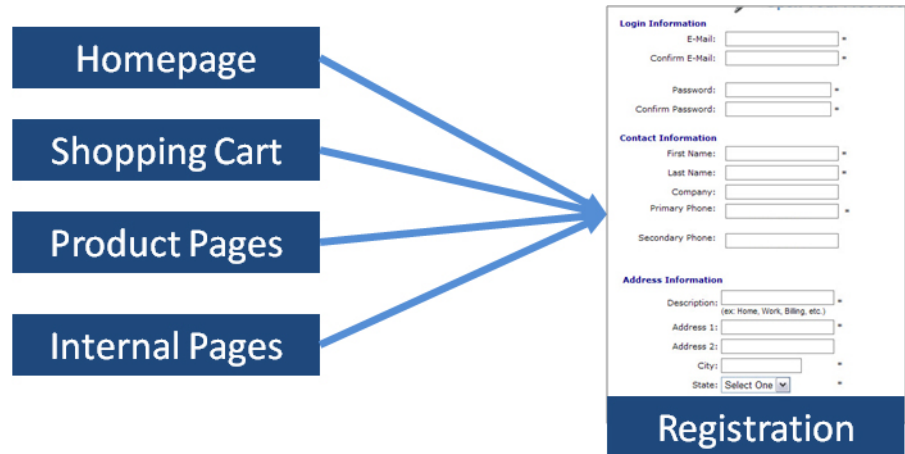 Homepage
Shopping Cart
Product Pages
Internal Pages
Login Information
E-Mail: *
Confirm E-Mail: *
Password: *
Confirm Password: *
Contact Information
First Name: *
Last Name: *
Company:
Primary Phone: *
Secondary Phone:
Address Information
Description: *
(ex: Home, Work, Billing, etc.)
Address 1: *
Address 2:
City: *
State: Select One *
Registration